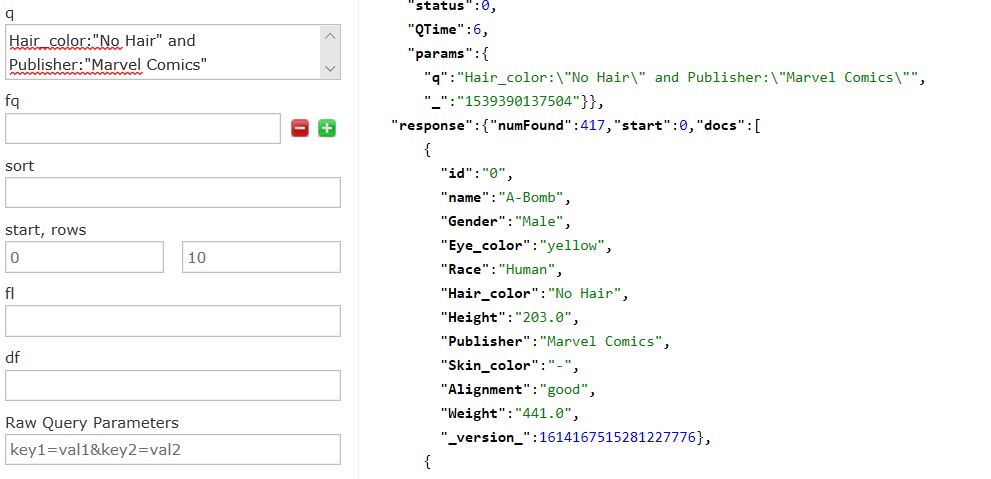 q
Hair_color:"No Hair" and
Publisher:"Marvel Comics"
fq
sort
start, rows
0
10
fl
df
Raw Query Parameters
key1=val1&key2=val2
"status":0,
"QTime":6,
"params":{
"q":"Hair_color:\"No Hair\" and Publisher:\"Marvel Comics\"",
"_":"1539390137504"}},
"response":{"numFound":417,"start":0,"docs":[
{
"id":"0",
"name":"A-Bomb",
"Gender":"Male",
"Eye_color":"yellow",
"Race":"Human",
"Hair_color":"No Hair",
"Height":"203.0",
"Publisher":"Marvel Comics",
"Skin_color":"-",
"Alignment":"good",
"Weight":"441.0",
"_version_":1614167515281227776},
{